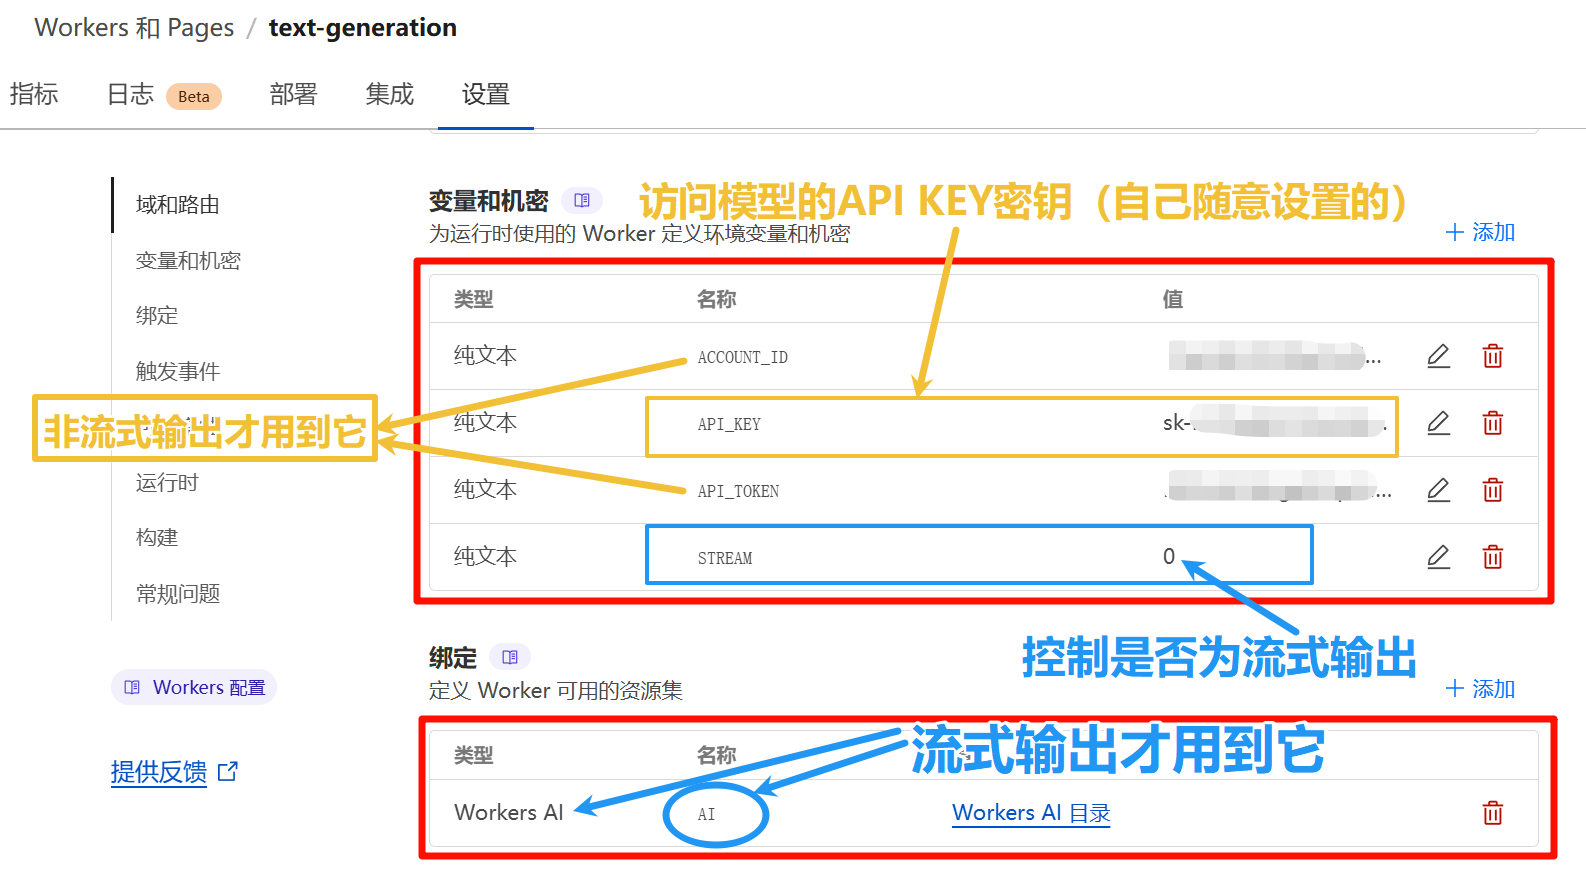 Workers 和 Pages / text-generation
指标 日志 Beta 部署 集成 设置
域和路由
变量和机密
绑定
触发事件
运行时
构建
常规问题
Workers 配置
提供反馈
非流式输出才用到它
变量和机密
访问模型的API KEY密钥（自己随意设置的）
为运行时使用的 Worker 定义环境变量和机密
+ 添加
类型 名称 值
纯文本 ACCOUNT_ID ...
纯文本 API_KEY sk-
纯文本 API_TOKEN ...
纯文本 STREAM 0
控制是否为流式输出
绑定
定义 Worker 可用的资源集
+ 添加
类型 名称
流式输出才用到它
Workers AI AI Workers AI 目录